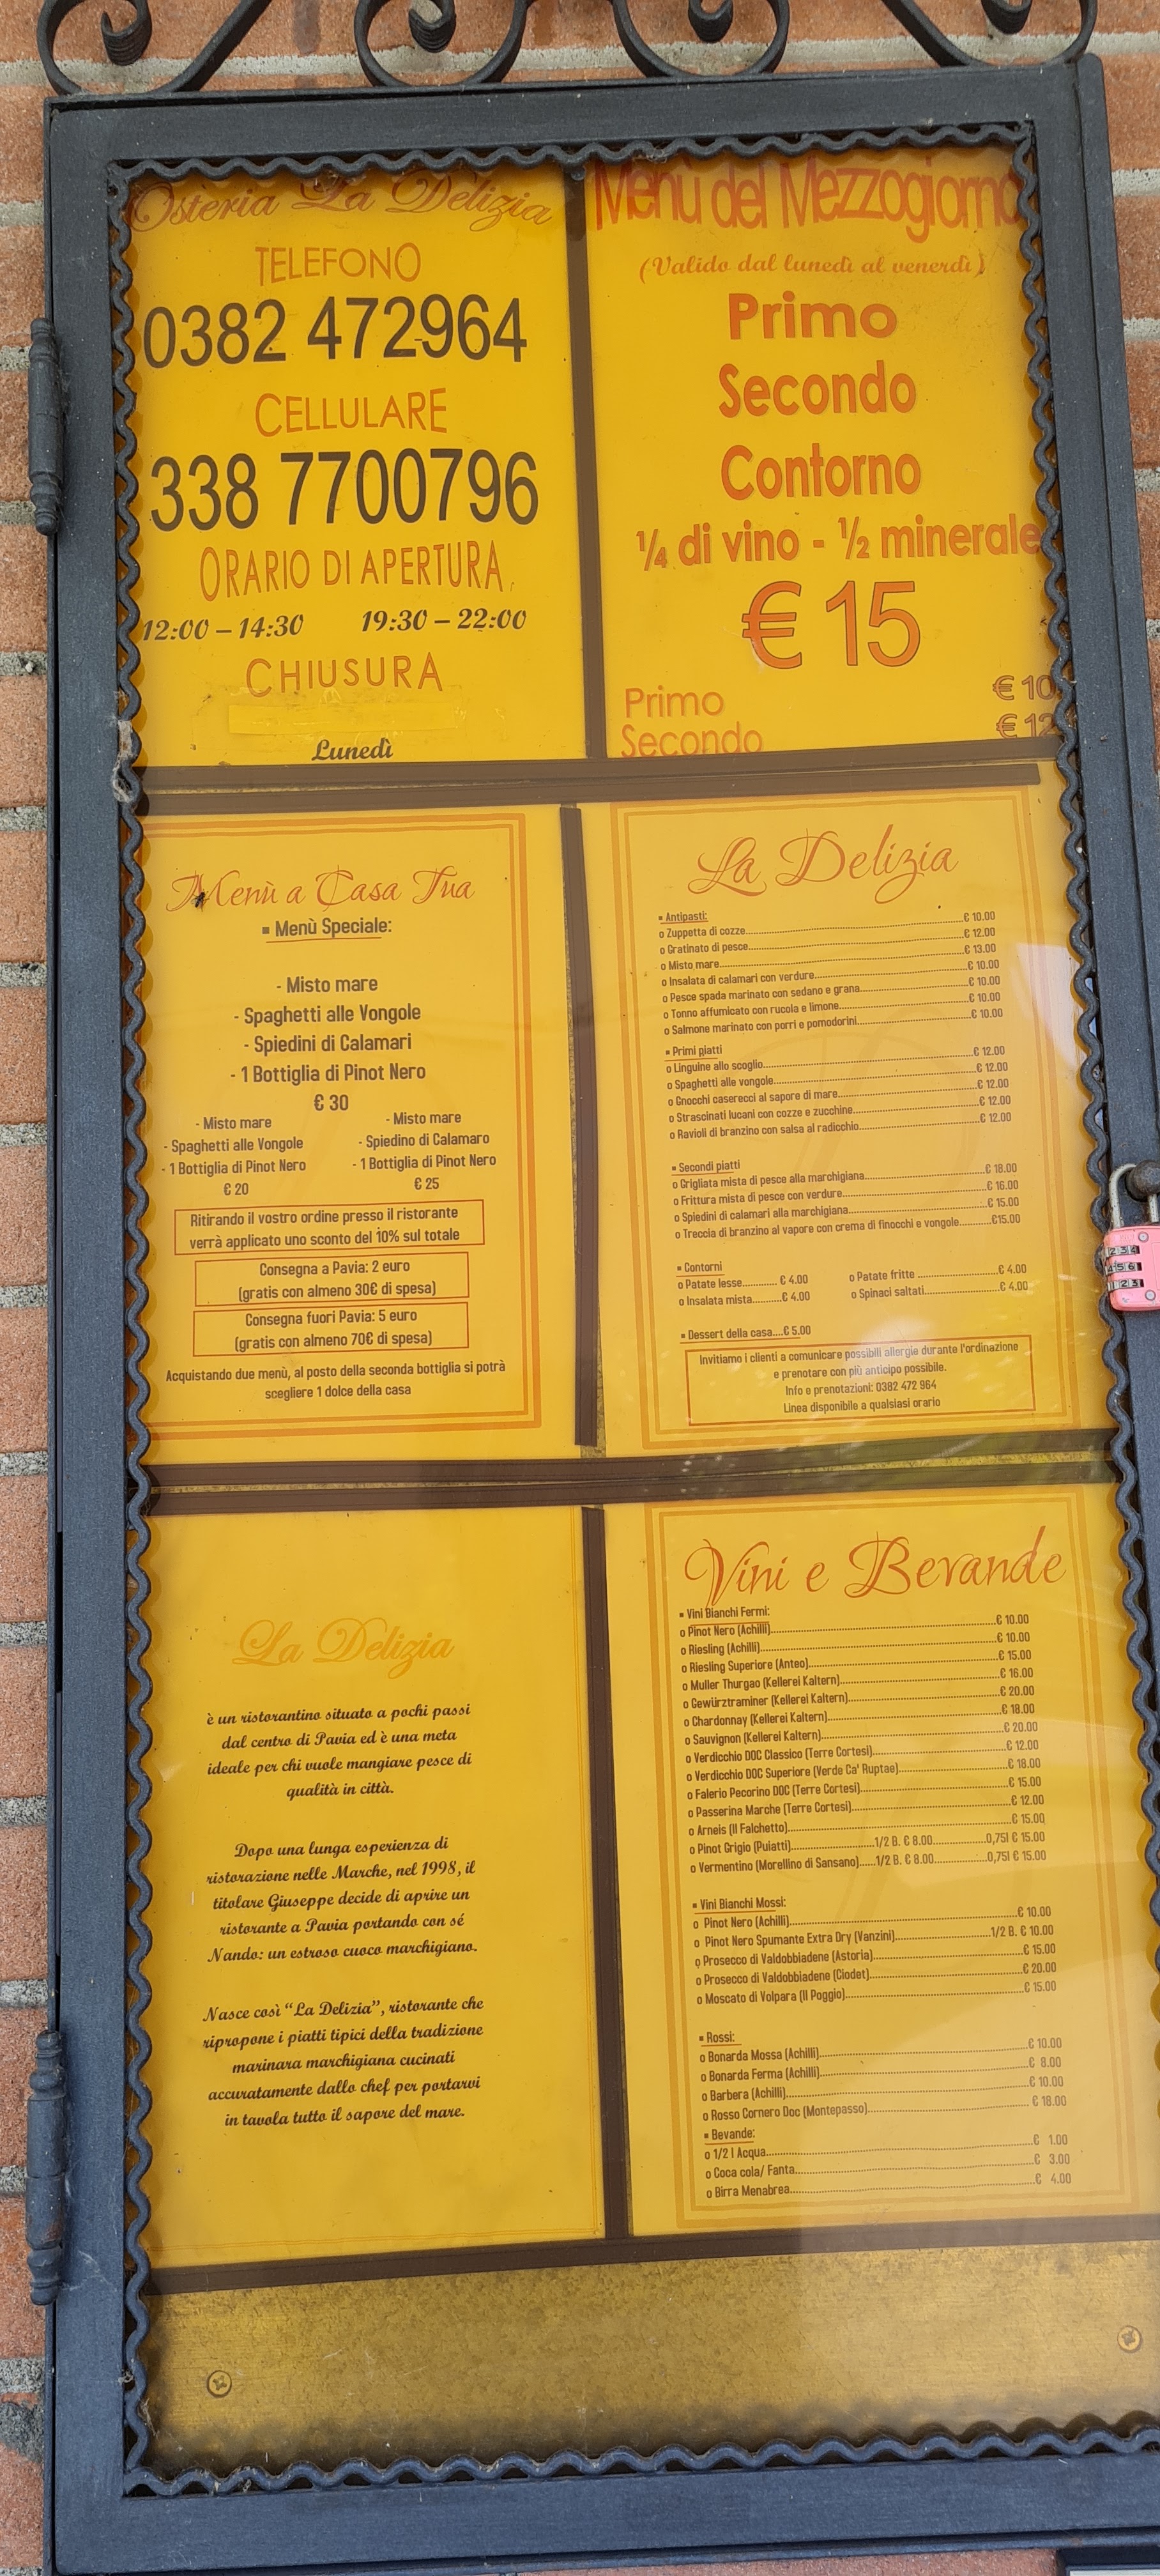 Osteria La Delizia
TELEFONO
0382 472964
CELLULARE
338 7700796
ORARIO DI APERTURA
12:00 – 14:30 19:30 – 22:00
CHIUSURA
Lunedì
Menù del Mezzogiorno
(Valido dal lunedì al venerdì)
Primo
Secondo
Contorno
¼ di vino - ½ minerale
€ 15
Primo € 10
Secondo € 12
Menù a Casa Tua
▪ Menù Speciale:
- Misto mare
- Spaghetti alle Vongole
- Spiedini di Calamari
- 1 Bottiglia di Pinot Nero
€ 30
- Misto mare
- Spaghetti alle Vongole
- 1 Bottiglia di Pinot Nero
€ 20
- Misto mare
- Spiedino di Calamaro
- 1 Bottiglia di Pinot Nero
€ 25
Ritirando il vostro ordine presso il ristorante
verrà applicato uno sconto del 10% sul totale
Consegna a Pavia: 2 euro
(gratis con almeno 30€ di spesa)
Consegna fuori Pavia: 5 euro
(gratis con almeno 70€ di spesa)
Acquistando due menù, al posto della seconda bottiglia si potrà
scegliere 1 dolce della casa
La Delizia
▪ Antipasti:
o Zuppetta di cozze...€ 10.00
o Gratinato di pesce...€ 12.00
o Misto mare...€ 13.00
o Insalata di calamari con verdure...€ 10.00
o Pesce spada marinato con sedano e grana...€ 10.00
o Tonno affumicato con rucola e limone...€ 10.00
o Salmone marinato con porri e pomodorini...€ 10.00
▪ Primi piatti
o Linguine allo scoglio...€ 12.00
o Spaghetti alle vongole...€ 12.00
o Gnocchi caserecci al sapore di mare...€ 12.00
o Strascinati lucani con cozze e zucchine...€ 12.00
o Ravioli di branzino con salsa al radicchio...€ 12.00
▪ Secondi piatti
o Grigliata mista di pesce alla marchigiana...€ 18.00
o Frittura mista di pesce con verdure...€ 16.00
o Spiedini di calamari alla marchigiana...€ 15.00
o Treccia di branzino al vapore con crema di finocchi e vongole...€15.00
▪ Contorni
o Patate lesse...€ 4.00 o Patate fritte...€ 4.00
o Insalata mista...€ 4.00 o Spinaci saltati...€ 4.00
▪ Dessert della casa....€ 5.00
Invitiamo i clienti a comunicare possibili allergie durante l'ordinazione
e prenotare con più anticipo possibile.
Info e prenotazioni: 0382 472 964
Linea disponibile a qualsiasi orario
La Delizia
è un ristorantino situato a pochi passi
dal centro di Pavia ed è una meta
ideale per chi vuole mangiare pesce di
qualità in città.
Dopo una lunga esperienza di
ristorazione nelle Marche, nel 1998, il
titolare Giuseppe decide di aprire un
ristorante a Pavia portando con sé
Nando: un estroso cuoco marchigiano.
Nasce così “La Delizia”, ristorante che
ripropone i piatti tipici della tradizione
marinara marchigiana cucinati
accuratamente dallo chef per portarvi
in tavola tutto il sapore del mare.
Vini e Bevande
▪ Vini Bianchi Fermi:
o Pinot Nero (Achilli)...€ 10.00
o Riesling (Achilli)...€ 10.00
o Riesling Superiore (Anteo)...€ 15.00
o Muller Thurgao (Kellerei Kaltern)...€ 16.00
o Gewürztraminer (Kellerei Kaltern)...€ 20.00
o Chardonnay (Kellerei Kaltern)...€ 18.00
o Sauvignon (Kellerei Kaltern)...€ 20.00
o Verdicchio DOC Classico (Terre Cortesi)...€ 12.00
o Verdicchio DOC Superiore (Verde Ca' Ruptae)...€ 18.00
o Falerio Pecorino DOC (Terre Cortesi)...€ 15.00
o Passerina Marche (Terre Cortesi)...€ 12.00
o Arneis (Il Falchetto)...€ 15.00
o Pinot Grigio (Puiatti)...1/2 B. € 8.00...0,75l € 15.00
o Vermentino (Morellino di Sansano)...1/2 B. € 8.00...0,75l € 15.00
▪ Vini Bianchi Mossi:
o Pinot Nero (Achilli)...€ 10.00
o Pinot Nero Spumante Extra Dry (Vanzini)...1/2 B. € 10.00
o Prosecco di Valdobbiadene (Astoria)...€ 15.00
o Prosecco di Valdobbiadene (Ciodet)...€ 20.00
o Moscato di Volpara (Il Poggio)...€ 15.00
▪ Rossi:
o Bonarda Mossa (Achilli)...€ 10.00
o Bonarda Ferma (Achilli)...€ 8.00
o Barbera (Achilli)...€ 10.00
o Rosso Cornero Doc (Montepasso)...€ 18.00
▪ Bevande:
o 1/2 l Acqua...€ 1.00
o Coca cola/ Fanta...€ 3.00
o Birra Menabrea...€ 4.00